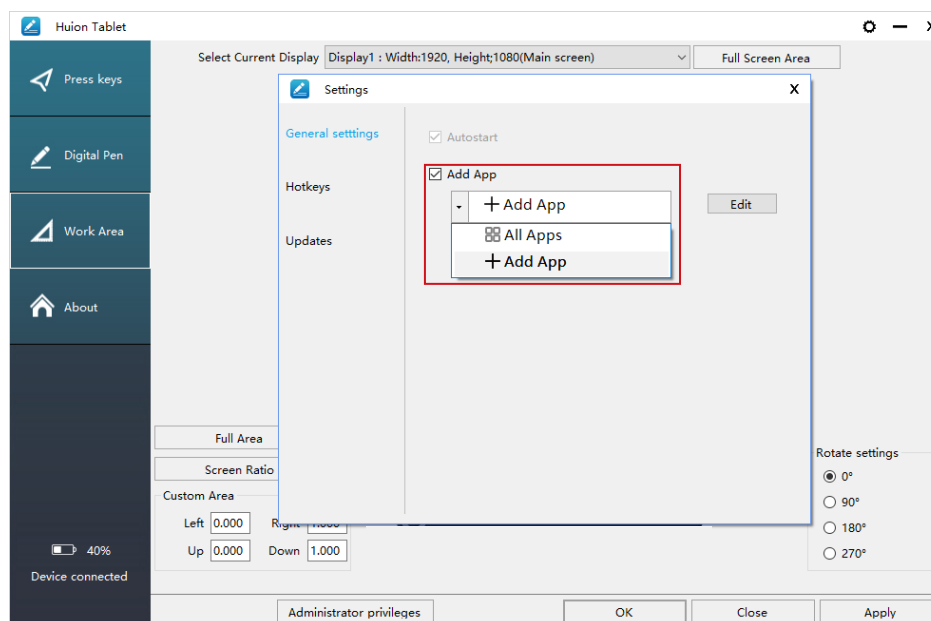 Huion Tablet
Press keys
Digital Pen
Work Area
About
40%
Device connected
Select Current Display Display1 : Width:1920, Height;1080(Main screen) Full Screen Area
Settings X
General setttings
Hotkeys
Updates
Autostart
Add App
+ Add App Edit
All Apps
+ Add App
Full Area
Screen Ratio
Custom Area
Left 0.000 Right 1.000
Up 0.000 Down 1.000
Rotate settings
0°
90°
180°
270°
Administrator privileges OK Close Apply